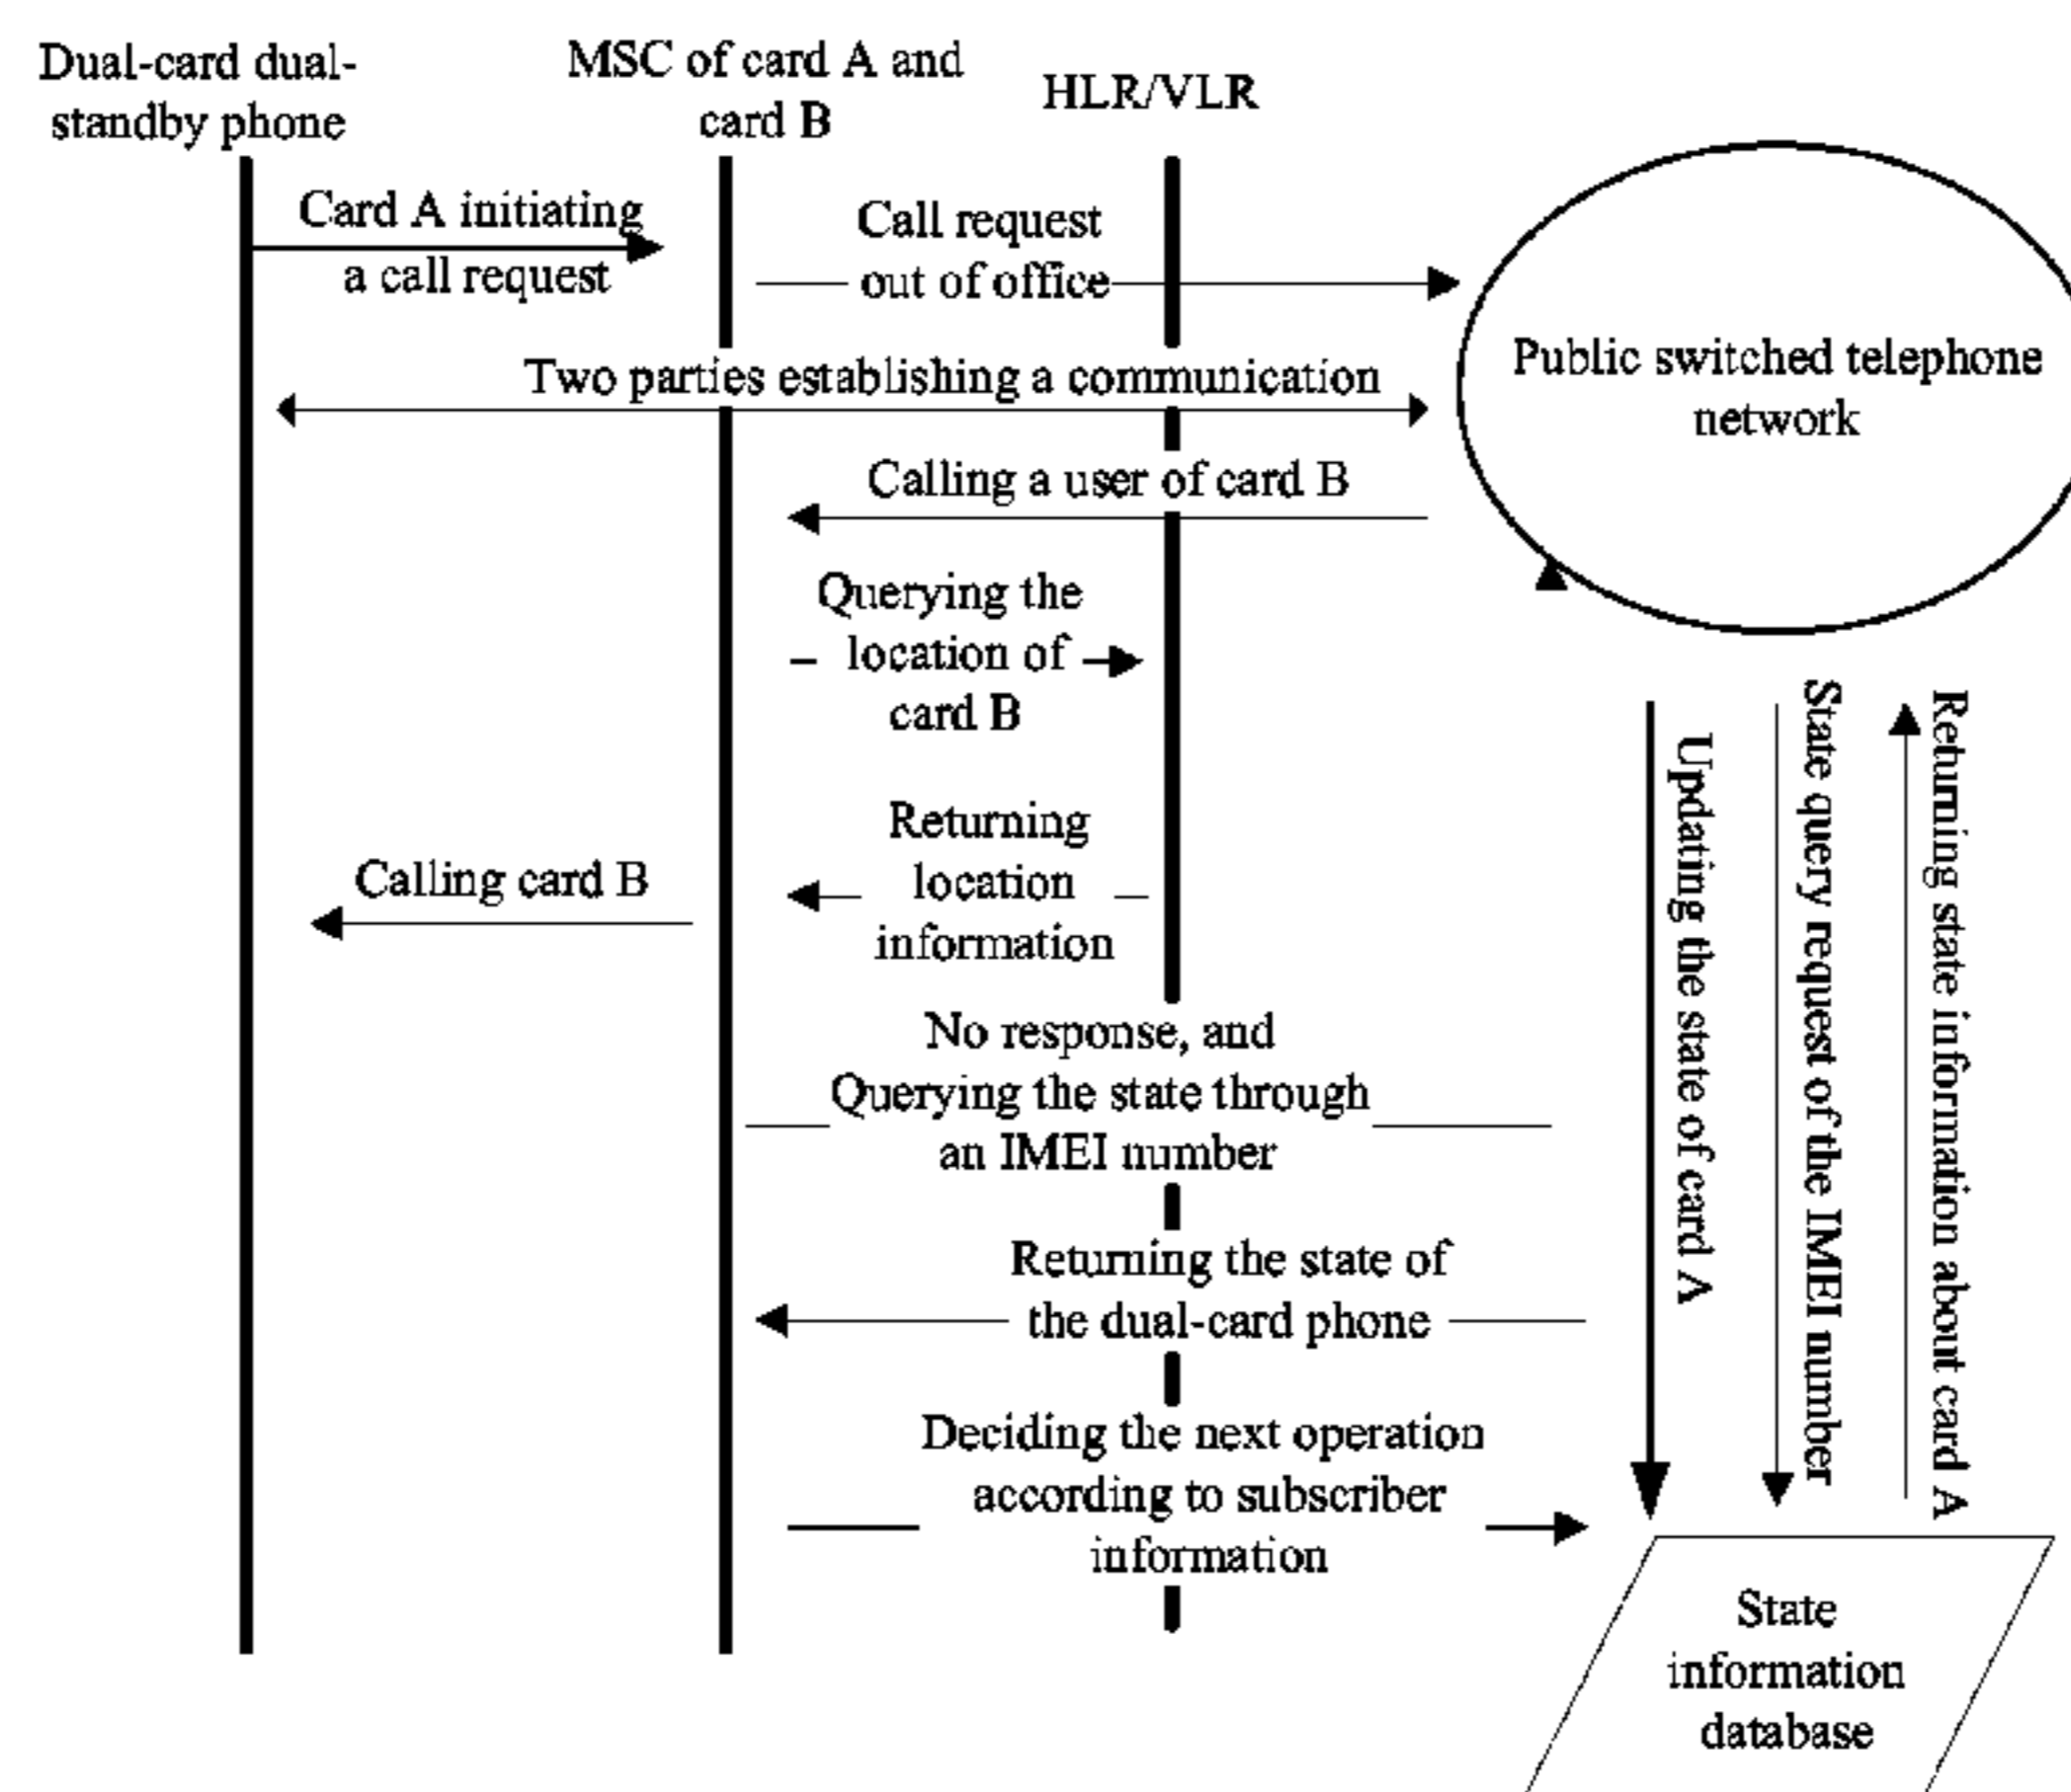 Dual-card dual-
standby phone
MSC of card A and
card B
HLR/VLR
Card A initiating
a call request
Call request
out of office
Public switched telephone
network
Two parties establishing a communication
Calling a user of card B
Querying the
location of
card B
Returning
location
information
Calling card B
No response, and
Querying the state through
an IMEI number
Returning the state of
the dual-card phone
Deciding the next operation
according to subscriber
information
Updating the state of card A
State query request of the IMEI number
Returning state information about card A
State
information
database